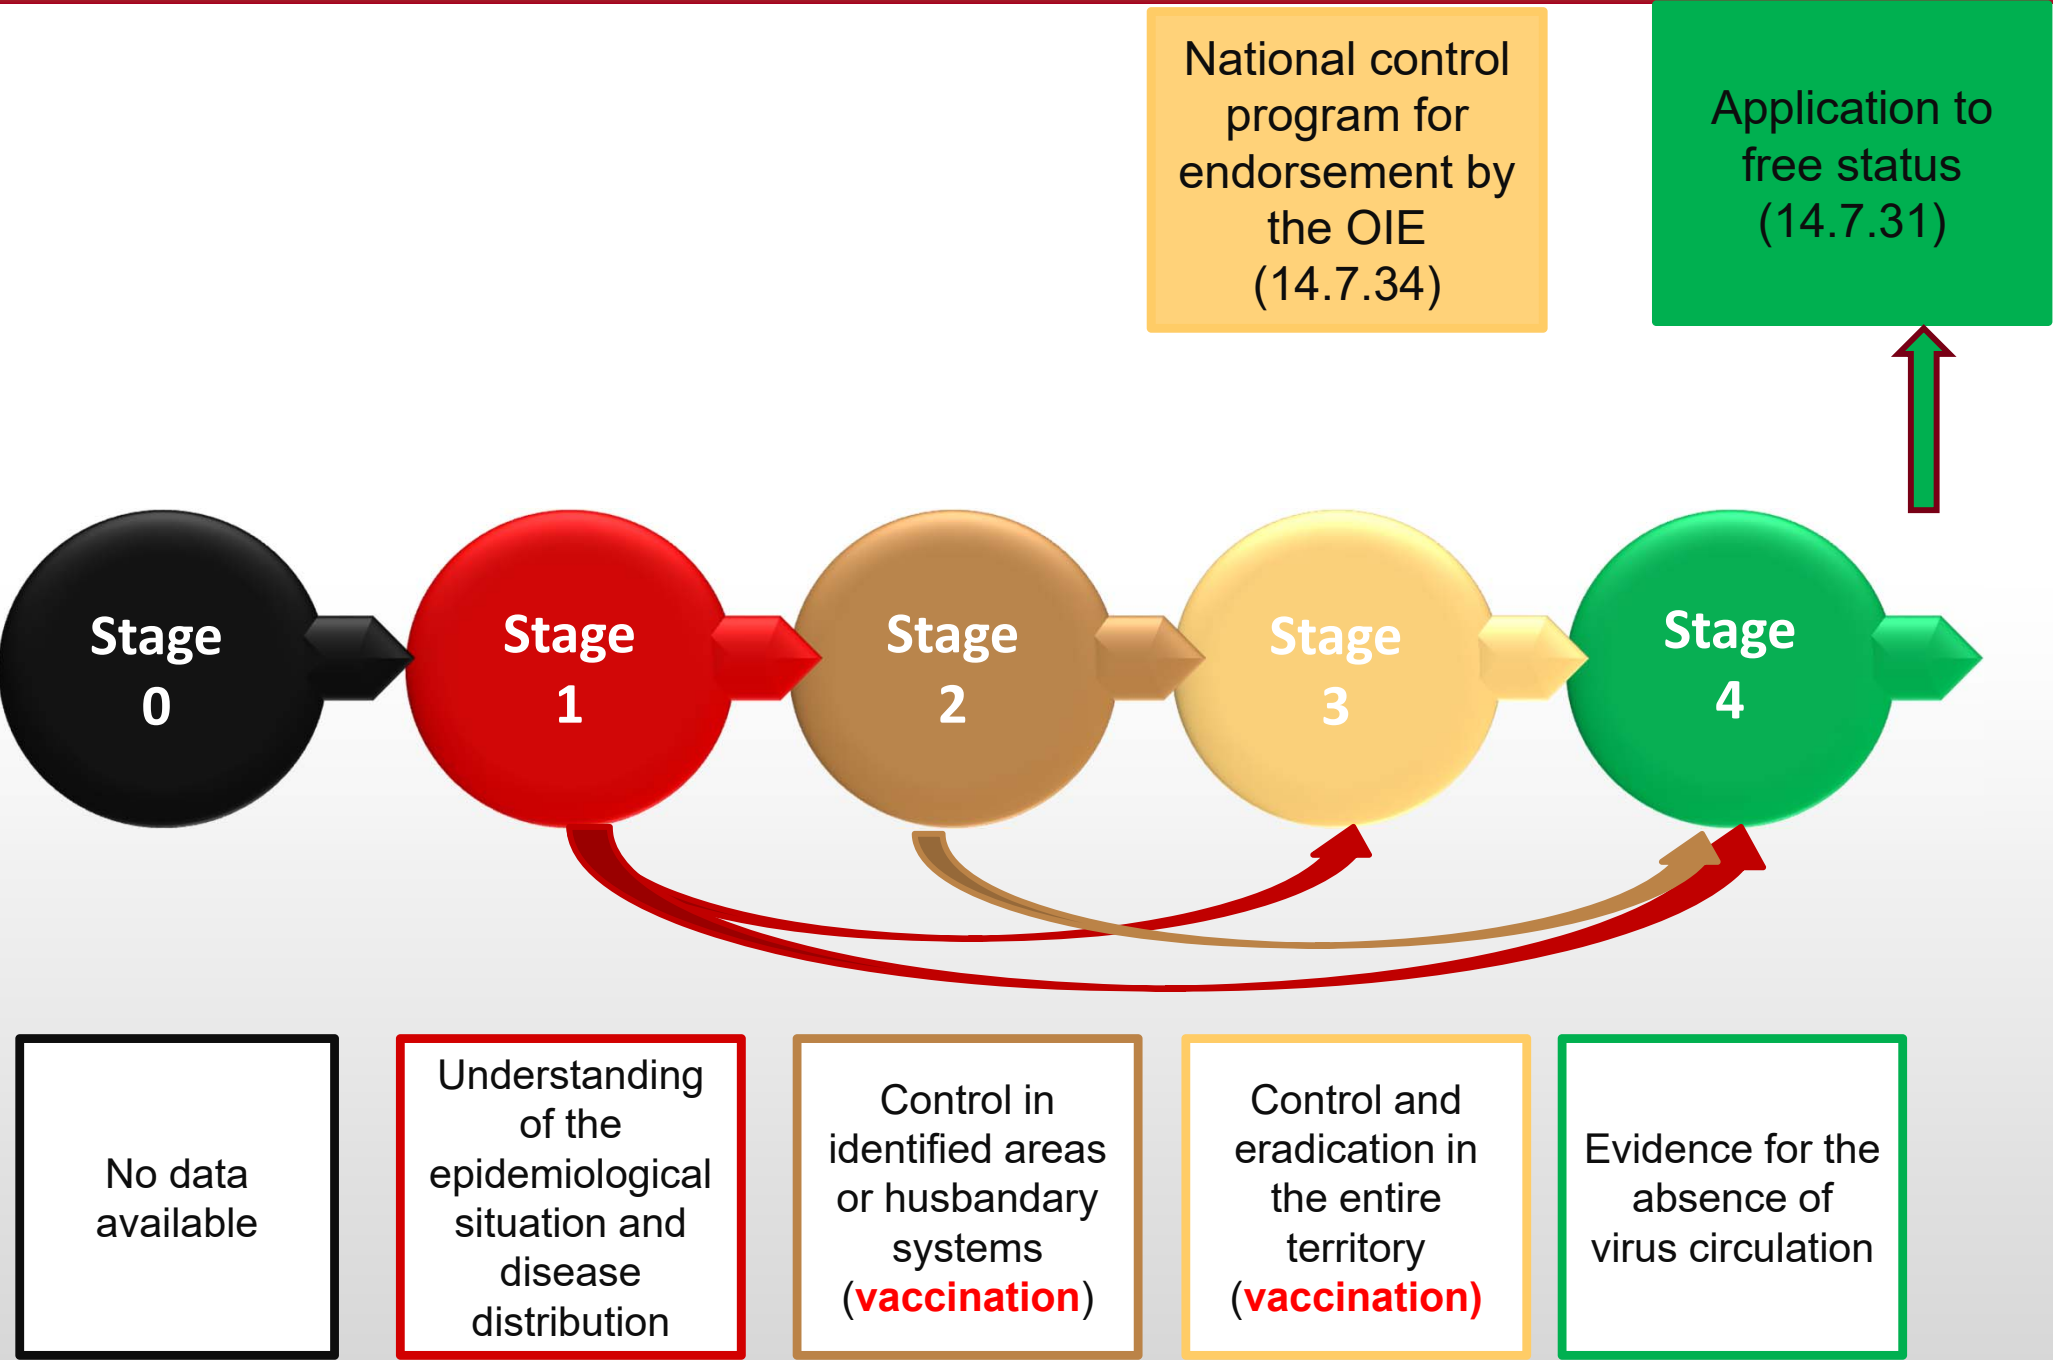 National control
program for
endorsement by
the OIE
(14.7.34)
Application to
free status
(14.7.31)
Stage
0
Stage
1
Stage
2
Stage
3
Stage
4
No data
available
Understanding
of the
epidemiological
situation and
disease
distribution
Control in
identified areas
or husbandary
systems
(vaccination)
Control and
eradication in
the entire
territory
(vaccination)
Evidence for the
absence of
virus circulation